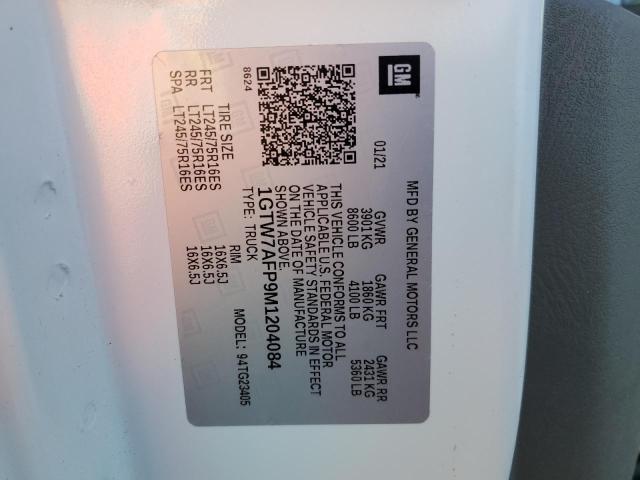 GM
MFD BY GENERAL MOTORS LLC
01/21 GVWR GAWR FRT GAWR RR
3901 KG 1860 KG 2431 KG
8600 LB 4100 LB 5360 LB
THIS VEHICLE CONFORMS TO ALL
APPLICABLE U.S. FEDERAL MOTOR
VEHICLE SAFETY STANDARDS IN EFFECT
ON THE DATE OF MANUFACTURE
SHOWN ABOVE.
1GTW7AFP9M1204084
8624 TYPE: TRUCK MODEL: 94TG23405
TIRE SIZE RIM
FRT LT245/75R16ES 16X6.5J
RR LT245/75R16ES 16X6.5J
SPA LT245/75R16ES 16X6.5J